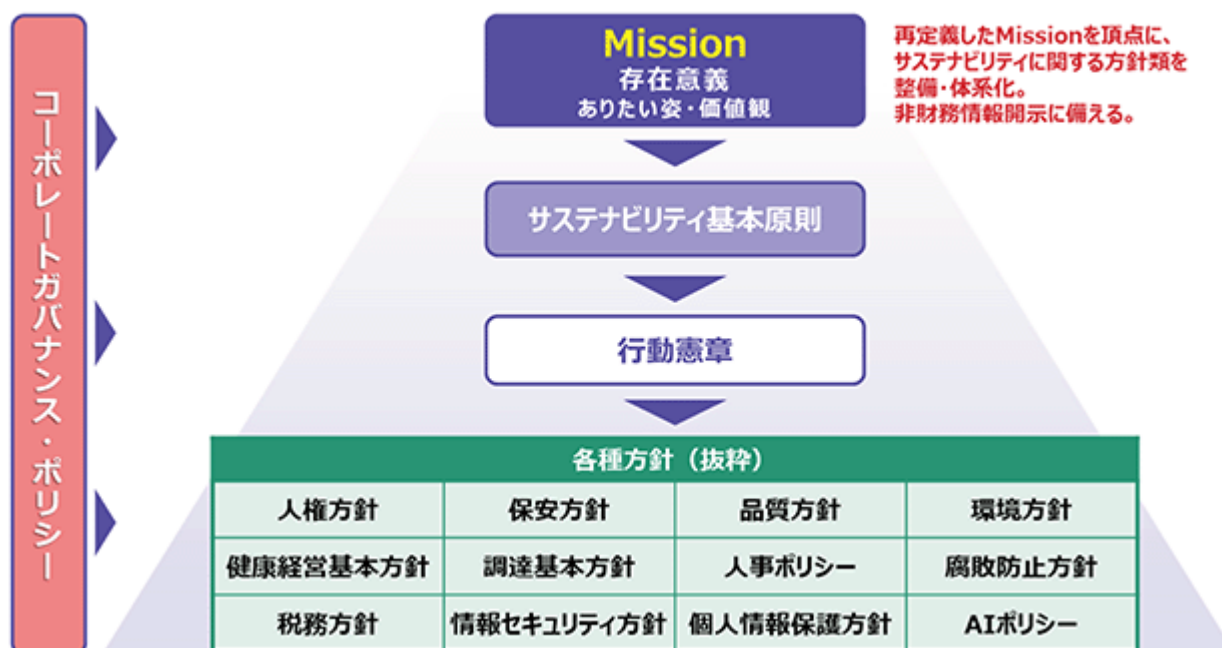 コーポレートガバナンス・ポリシー
Mission
存在意義
ありたい姿・価値観
再定義したMissionを頂点に、
サステナビリティに関する方針類を
整備・体系化。
非財務情報開示に備える。
サステナビリティ基本原則
行動憲章
各種方針（抜粋）
人権方針 保安方針 品質方針 環境方針
健康経営基本方針 調達基本方針 人事ポリシー 腐敗防止方針
税務方針 情報セキュリティ方針 個人情報保護方針 AIポリシー